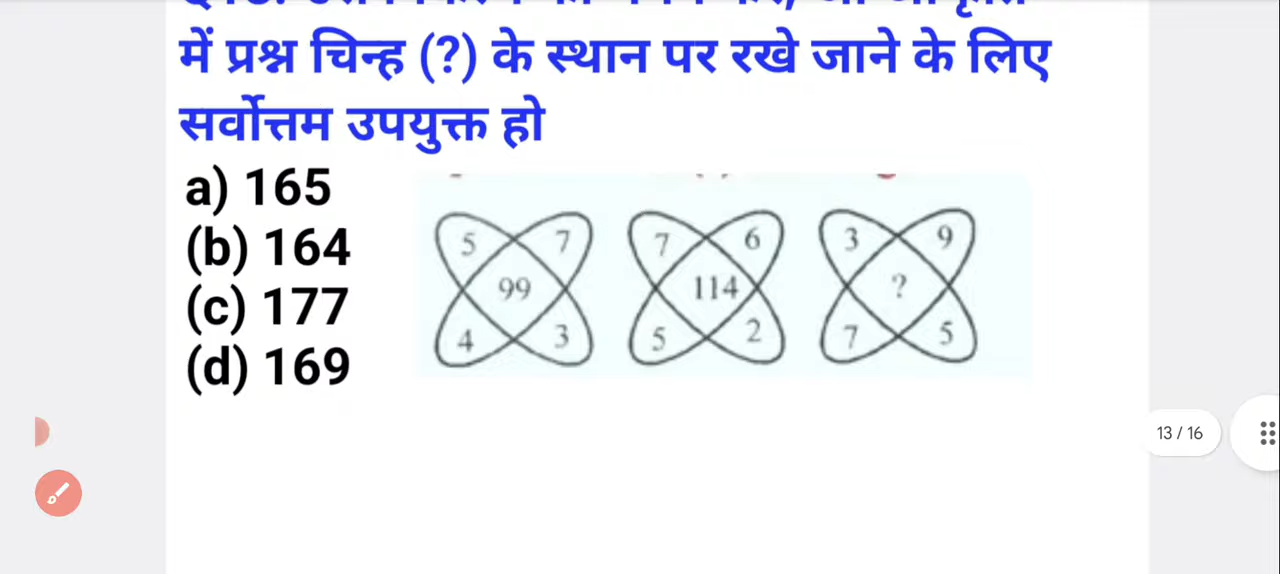 में प्रश्न चिन्ह (?) के स्थान पर रखे जाने के लिए
सर्वोत्तम उपयुक्त हो
a) 165
(b) 164
(c) 177
(d) 169
5 7 7 6 3 9
99 114 ?
4 3 5 2 7 5
13 / 16